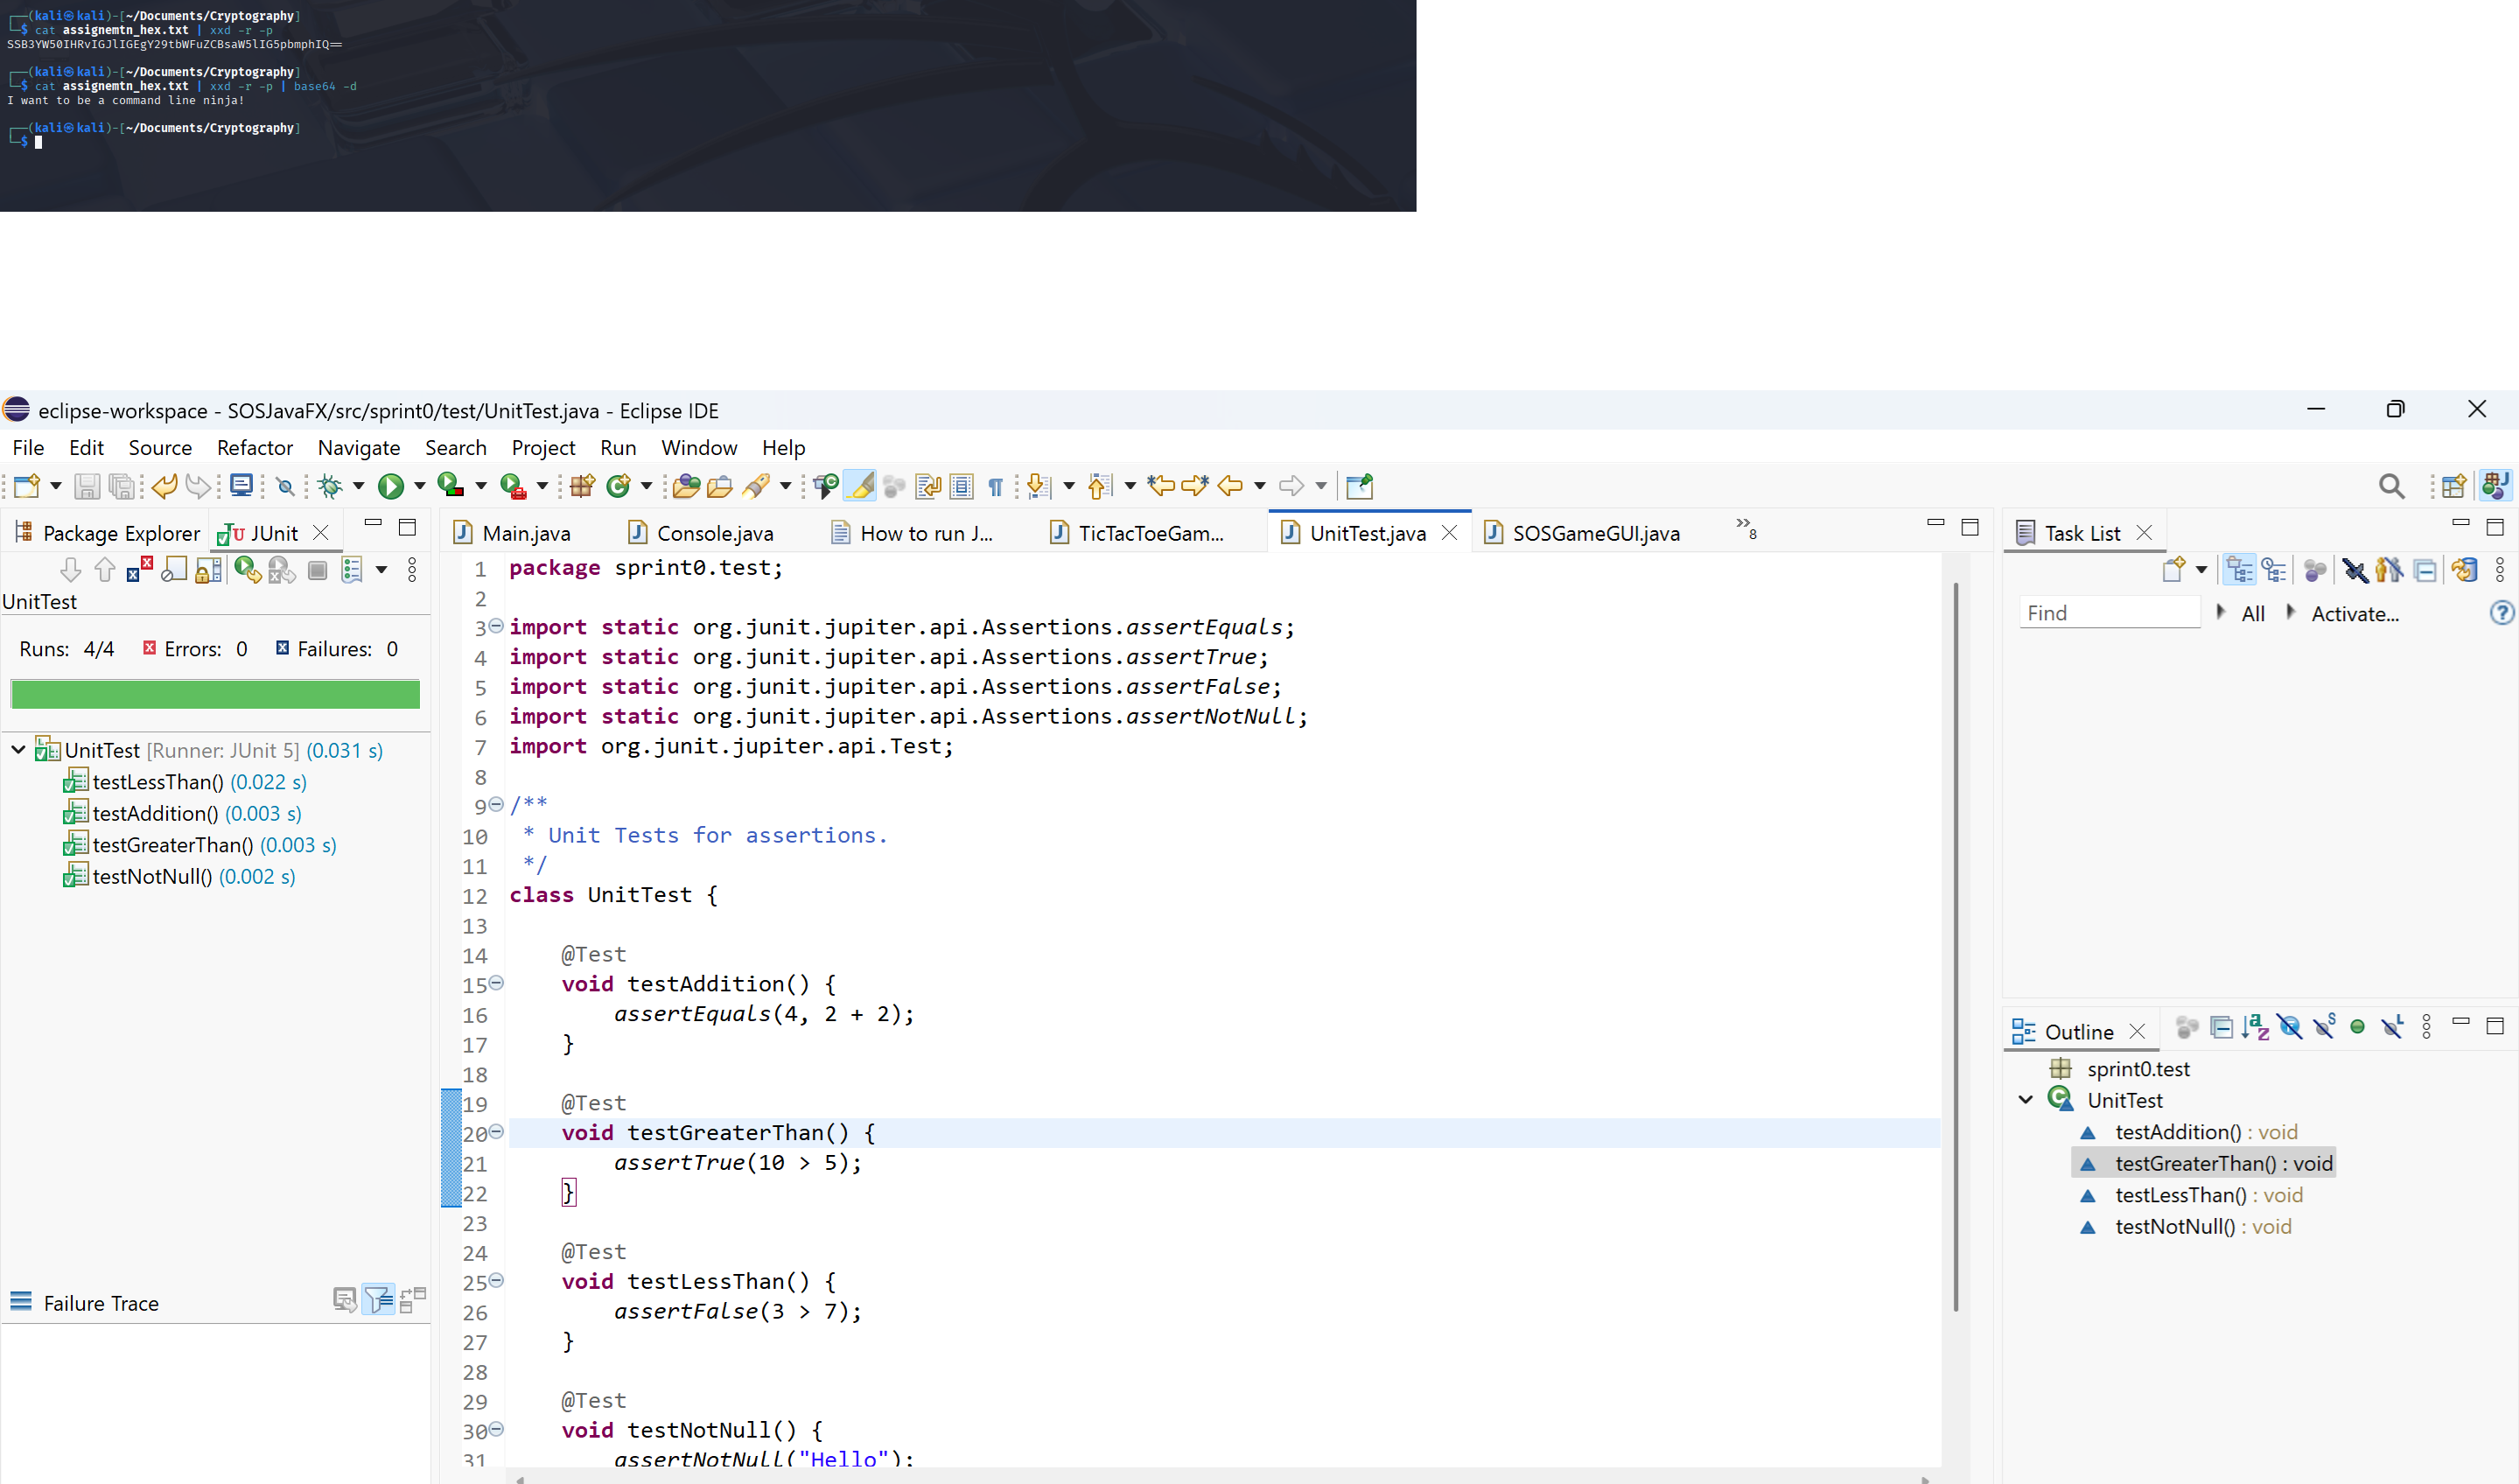 (kali㉿kali)-[~/Documents/Cryptography]
$ cat assignemtn_hex.txt | xxd -r -p
SSB3YW50IHRvIGJlIGEgY29tbWFuZCBsaW5lIG5pbmphIQ==
(kali㉿kali)-[~/Documents/Cryptography]
$ cat assignemtn_hex.txt | xxd -r -p | base64 -d
I want to be a command line ninja!
(kali㉿kali)-[~/Documents/Cryptography]
$
eclipse-workspace - SOSJavaFX/src/sprint0/test/UnitTest.java - Eclipse IDE
File Edit Source Refactor Navigate Search Project Run Window Help
Package Explorer JUnit
UnitTest
Runs: 4/4 Errors: 0 Failures: 0
UnitTest [Runner: JUnit 5] (0.031 s)
testLessThan() (0.022 s)
testAddition() (0.003 s)
testGreaterThan() (0.003 s)
testNotNull() (0.002 s)
Failure Trace
Main.java Console.java How to run J... TicTacToeGam... UnitTest.java SOSGameGUI.java »8
1 package sprint0.test;
2
3 import static org.junit.jupiter.api.Assertions.assertEquals;
4 import static org.junit.jupiter.api.Assertions.assertTrue;
5 import static org.junit.jupiter.api.Assertions.assertFalse;
6 import static org.junit.jupiter.api.Assertions.assertNotNull;
7 import org.junit.jupiter.api.Test;
8
9 /**
10 * Unit Tests for assertions.
11 */
12 class UnitTest {
13
14 @Test
15 void testAddition() {
16 assertEquals(4, 2 + 2);
17 }
18
19 @Test
20 void testGreaterThan() {
21 assertTrue(10 > 5);
22 }
23
24 @Test
25 void testLessThan() {
26 assertFalse(3 > 7);
27 }
28
29 @Test
30 void testNotNull() {
31 assertNotNull("Hello");
Task List
Find All Activate...
Outline
sprint0.test
UnitTest
testAddition() : void
testGreaterThan() : void
testLessThan() : void
testNotNull() : void